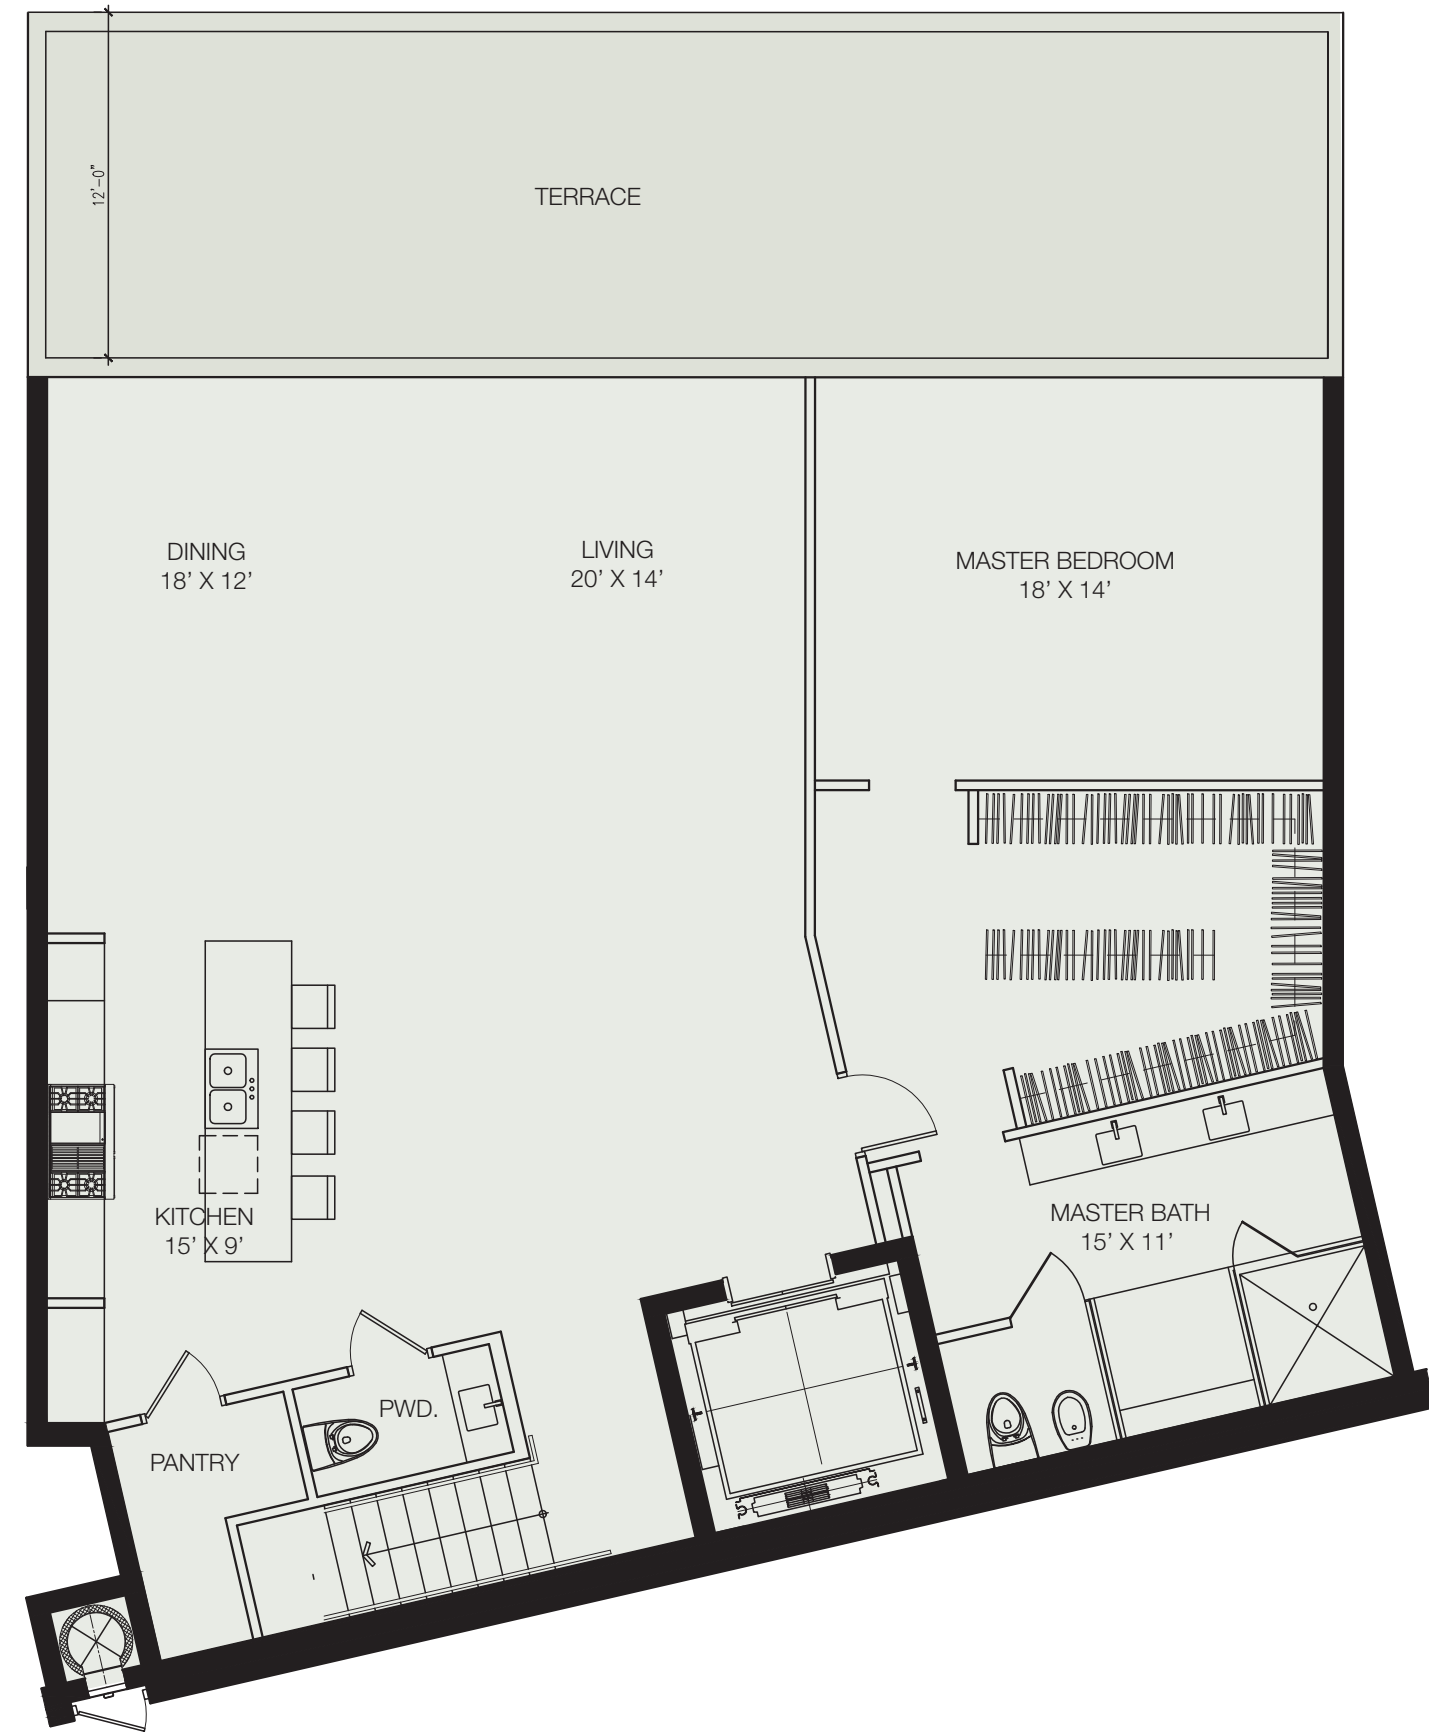 12'-0"
TERRACE
DINING
18' X 12'
LIVING
20' X 14'
MASTER BEDROOM
18' X 14'
KITCHEN
15' X 9'
MASTER BATH
15' X 11'
PWD.
PANTRY